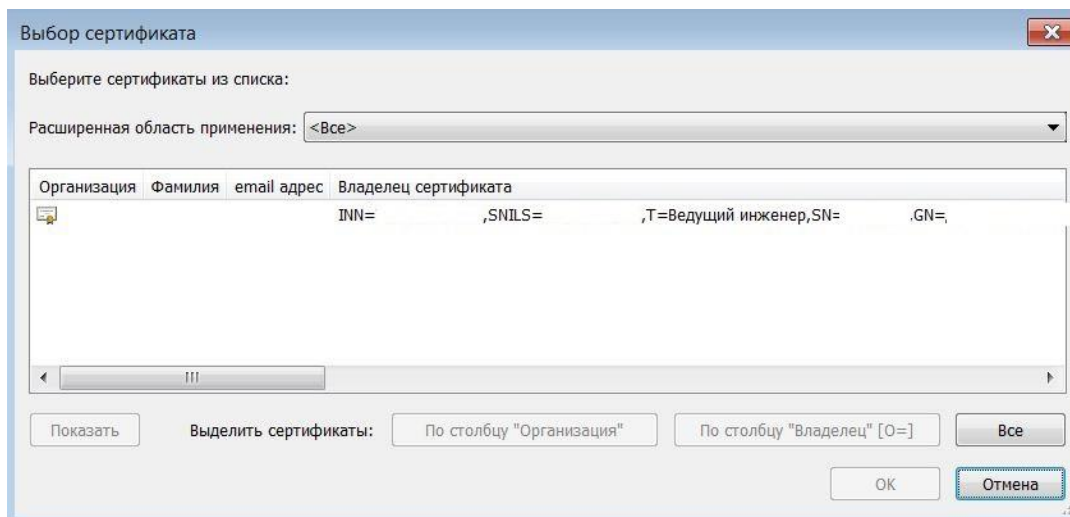 Выбор сертификата
Выберите сертификаты из списка:
Расширенная область применения: <Все>
Организация Фамилия email адрес Владелец сертификата
INN= ,SNILS= ,T=Ведущий инженер,SN= .GN=,
Показать Выделить сертификаты: По столбцу "Организация" По столбцу "Владелец" [O=] Все
OK Отмена